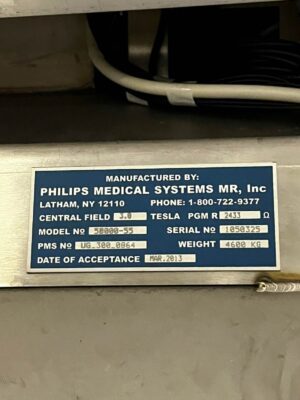 MANUFACTURED BY:
PHILIPS MEDICAL SYSTEMS MR, Inc
LATHAM, NY 12110 PHONE: 1-800-722-9377
CENTRAL FIELD 3.0 TESLA PGM R 2433 Ω
MODEL Nº 58000-55 SERIAL Nº 1050325
PMS Nº UG.300.0064 WEIGHT 4600 KG
DATE OF ACCEPTANCE MAR.2013